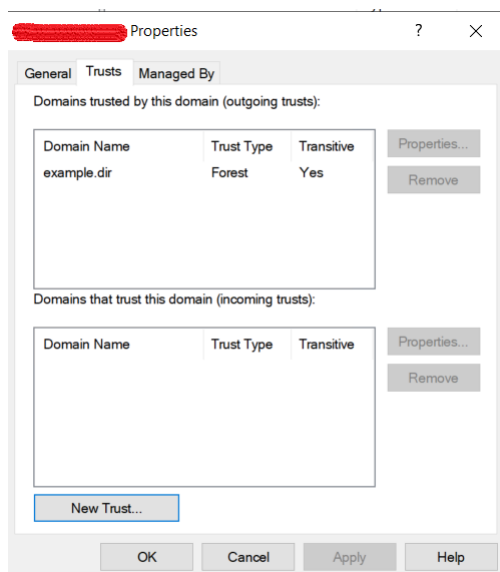 Properties ?
General Trusts Managed By
Domains trusted by this domain (outgoing trusts):
Domain Name Trust Type Transitive
example.dir Forest Yes
Properties...
Remove
Domains that trust this domain (incoming trusts):
Domain Name Trust Type Transitive
Properties...
Remove
New Trust...
OK Cancel Apply Help